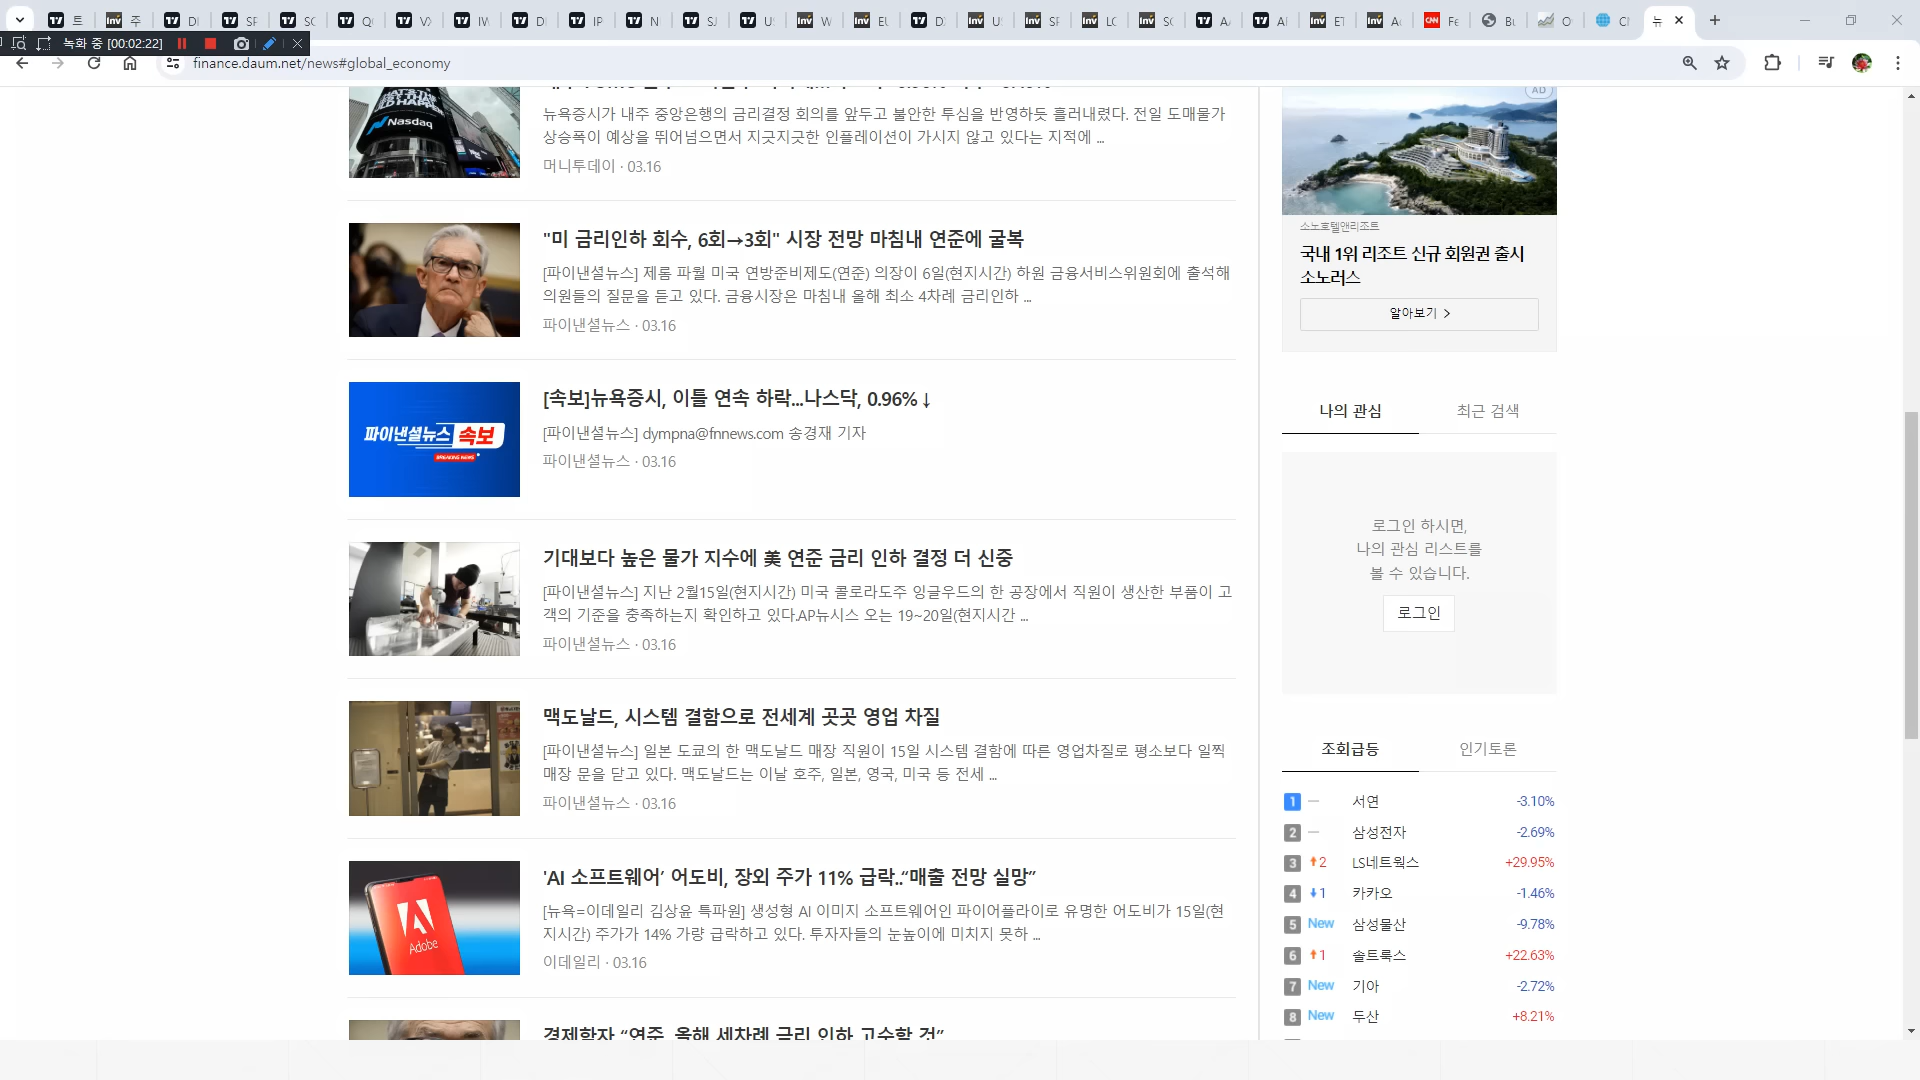 녹화 중 [00:02:22]
finance.daum.net/news#global_economy
뉴욕증시가 내주 중앙은행의 금리결정 회의를 앞두고 불안한 투심을 반영하듯 흘러내렸다. 전일 도매물가
상승폭이 예상을 뛰어넘으면서 지긋지긋한 인플레이션이 가시지 않고 있다는 지적에 ...
머니투데이 · 03.16
Nasdaq
"미 금리인하 회수, 6회→3회" 시장 전망 마침내 연준에 굴복
[파이낸셜뉴스] 제롬 파월 미국 연방준비제도(연준) 의장이 6일(현지시간) 하원 금융서비스위원회에 출석해
의원들의 질문을 듣고 있다. 금융시장은 마침내 올해 최소 4차례 금리인하 ...
파이낸셜뉴스 · 03.16
[속보]뉴욕증시, 이틀 연속 하락...나스닥, 0.96%↓
[파이낸셜뉴스] dympna@fnnews.com 송경재 기자
파이낸셜뉴스 · 03.16
파이낸셜뉴스 속보
BREAKING NEWS
기대보다 높은 물가 지수에 美 연준 금리 인하 결정 더 신중
[파이낸셜뉴스] 지난 2월15일(현지시간) 미국 콜로라도주 잉글우드의 한 공장에서 직원이 생산한 부품이 고
객의 기준을 충족하는지 확인하고 있다.AP뉴시스 오는 19~20일(현지시간 ...
파이낸셜뉴스 · 03.16
맥도날드, 시스템 결함으로 전세계 곳곳 영업 차질
[파이낸셜뉴스] 일본 도쿄의 한 맥도날드 매장 직원이 15일 시스템 결함에 따른 영업차질로 평소보다 일찍
매장 문을 닫고 있다. 맥도날드는 이날 호주, 일본, 영국, 미국 등 전세 ...
파이낸셜뉴스 · 03.16
'AI 소프트웨어’ 어도비, 장외 주가 11% 급락..“매출 전망 실망”
[뉴욕=이데일리 김상윤 특파원] 생성형 AI 이미지 소프트웨어인 파이어플라이로 유명한 어도비가 15일(현
지시간) 주가가 14% 가량 급락하고 있다. 투자자들의 눈높이에 미치지 못하 ...
이데일리 · 03.16
Adobe
경제학자 “연준, 올해 세차례 금리 인하 고수할 것”
AD
소노호텔앤리조트
국내 1위 리조트 신규 회원권 출시
소노러스
알아보기 >
나의 관심 최근 검색
로그인 하시면,
나의 관심 리스트를
볼 수 있습니다.
로그인
조회급등 인기토론
1 서연 -3.10%
2 삼성전자 -2.69%
3 2 LS네트웍스 +29.95%
4 1 카카오 -1.46%
5 New 삼성물산 -9.78%
6 1 솔트룩스 +22.63%
7 New 기아 -2.72%
8 New 두산 +8.21%